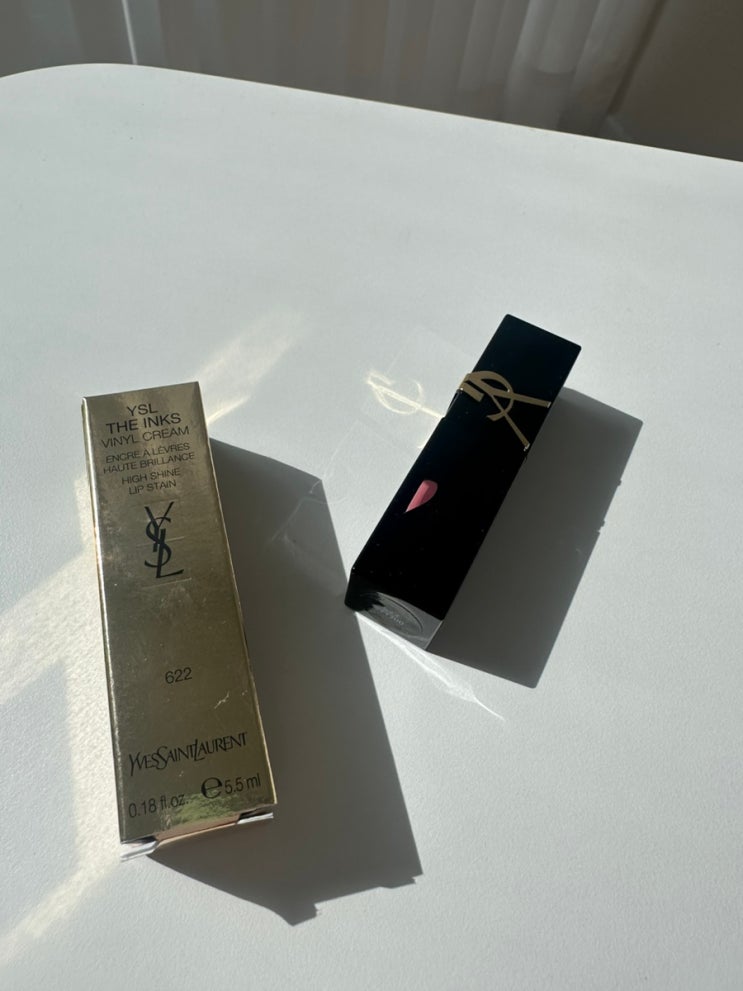 YSL
THE INKS
VINYL CREAM
ENCRE À LÈVRES
HAUTE BRILLANCE
HIGH SHINE
LIP STAIN
YSL
622
YVESSAINTLAURENT
0.18 fl.oz. ℮ 5.5 ml
YSL